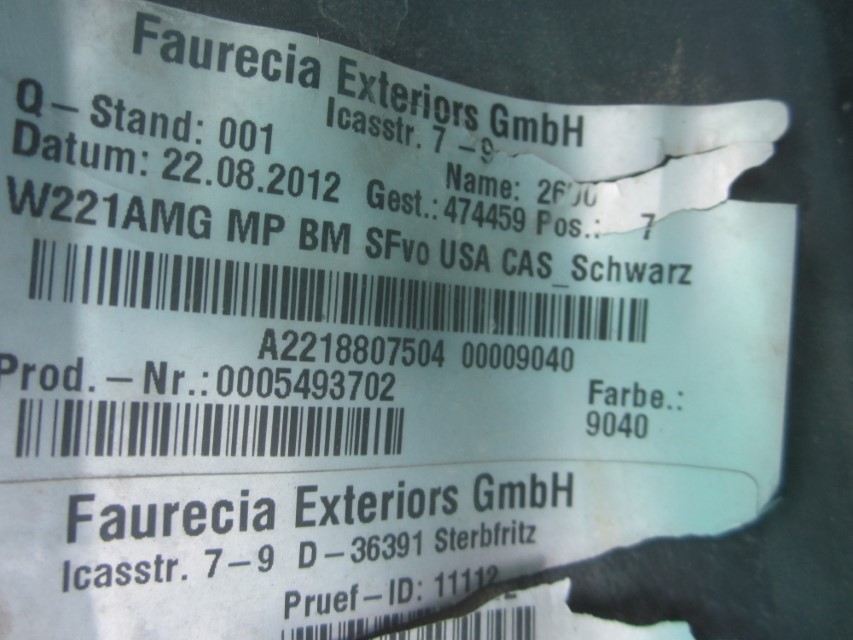 Faurecia Exteriors GmbH
Icasstr. 7-9
Q-Stand: 001
Datum: 22.08.2012
Name:
Gest.: 474459 Pos.: 7
W221AMG MP BM SFvo USA CAS_Schwarz
A2218807504 00009040
Prod.-Nr.:0005493702
Farbe.:
9040
Faurecia Exteriors GmbH
Icasstr. 7-9 D-36391 Sterbfritz
Pruef-ID: